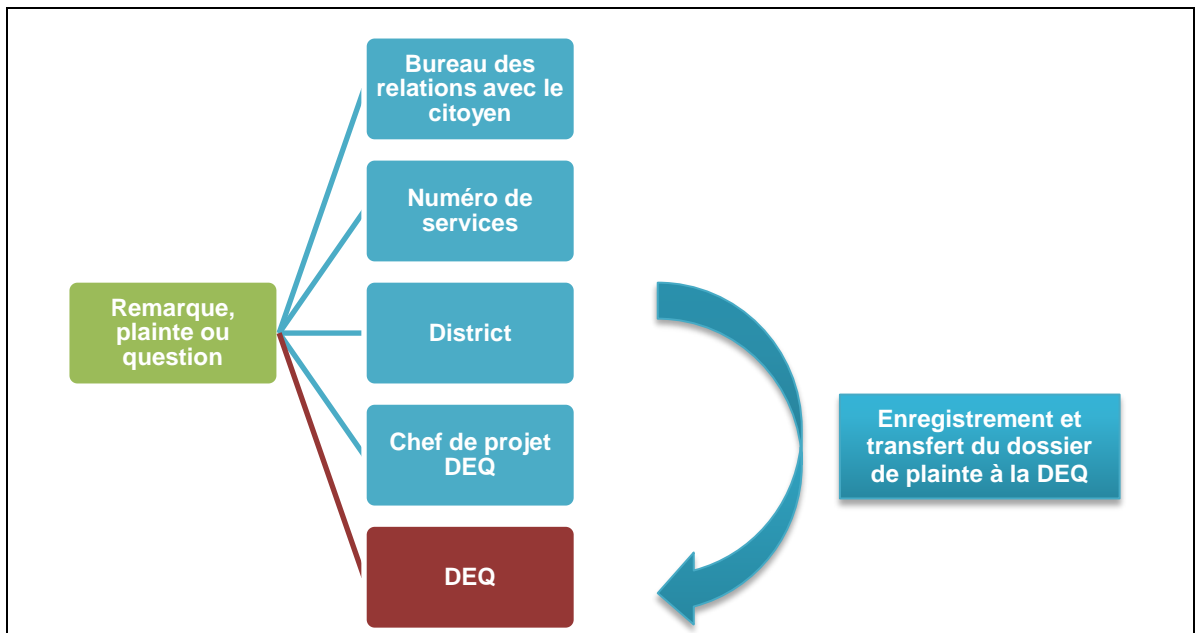 Bureau des
relations avec le
citoyen
Numéro de
services
Remarque,
plainte ou
question
District
Chef de projet
DEQ
DEQ
Enregistrement et
transfert du dossier
de plainte à la DEQ